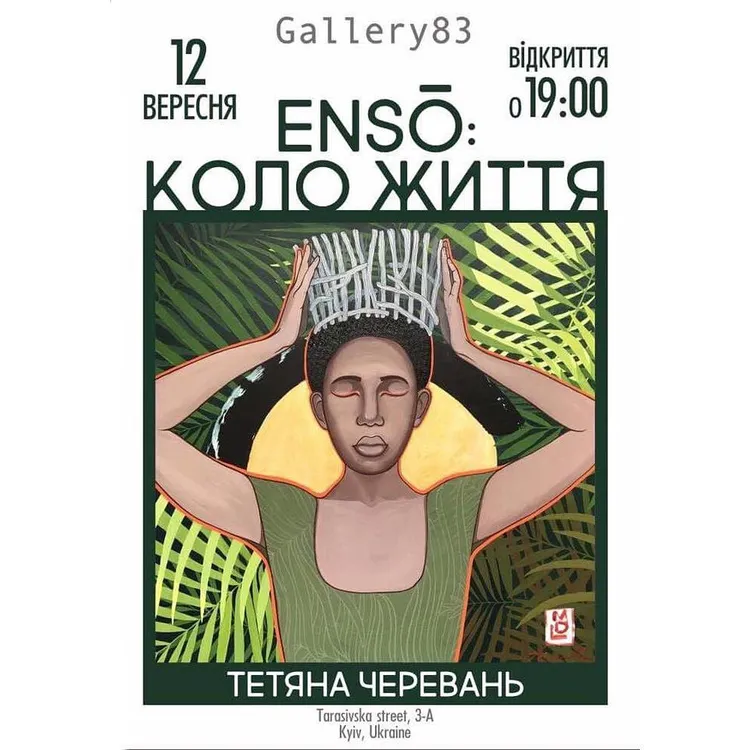 Gallery83
12
ВЕРЕСНЯ
ВІДКРИТТЯ
О 19:00
ENSŌ:
КОЛО ЖИТТЯ
ТЕТЯНА ЧЕРЕВАНЬ
Tarasivska street, 3-A
Kyiv, Ukraine